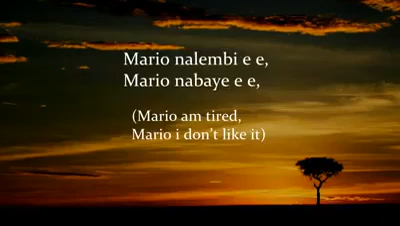 Mario nalembi e e,
Mario nabaye e e,
(Mario am tired,
Mario i don't like it)